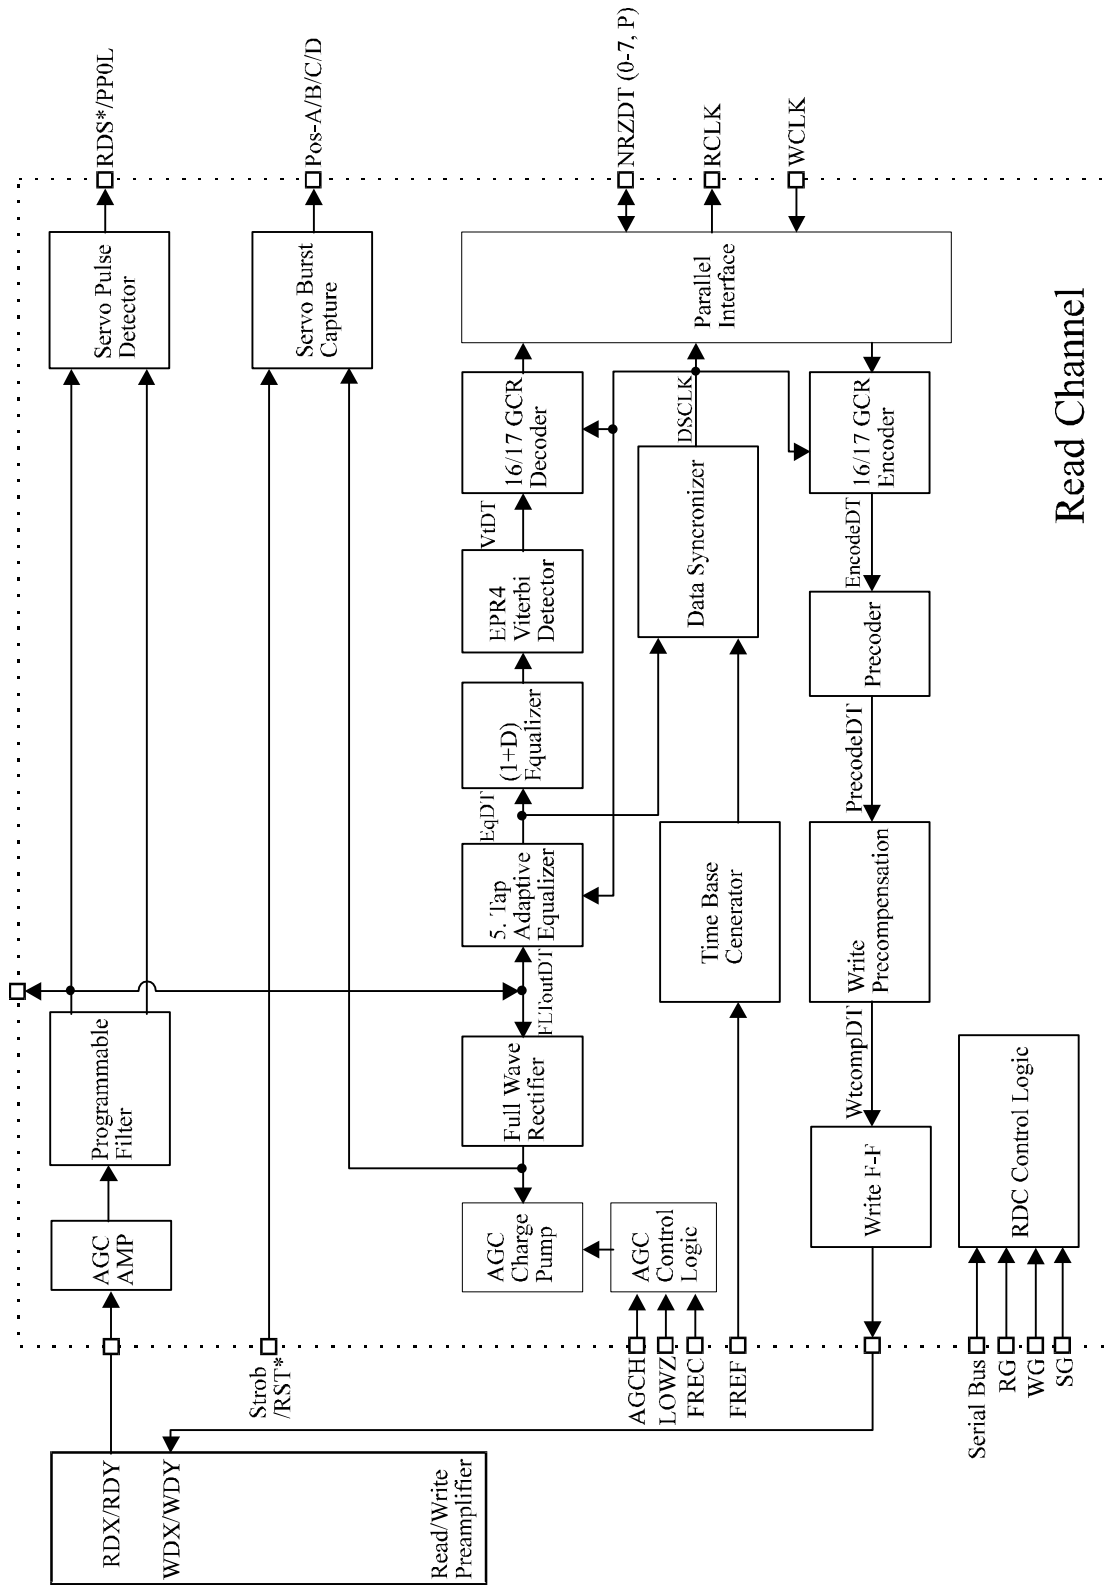 RDX/RDY
WDX/WDY
Read/Write
Preamplifier
AGC
AMP
Programmable
Filter
Servo Pulse
Detector
RDS*/PP0L
Strob
/RST*
Servo Burst
Capture
Pos-A/B/C/D
AGC
Charge
Pump
Full Wave
Rectifier
FLToutDT
5. Tap
Adaptive
Equalizer
EqDT
(1+D)
Equalizer
EPR4
Viterbi
Detector
VtDT
16/17 GCR
Decoder
Parallel
Interface
NRZDT (0-7, P)
RCLK
WCLK
AGCH
LOWZ
FREC
AGC
Control
Logic
FREF
Time Base
Cenerator
Data Syncronizer
DSCLK
Write F-F
WtcompDT
Write
Precompensation
PrecodeDT
Precoder
EncodeDT
16/17 GCR
Encoder
Serial Bus
RG
WG
SG
RDC Control Logic
Read Channel